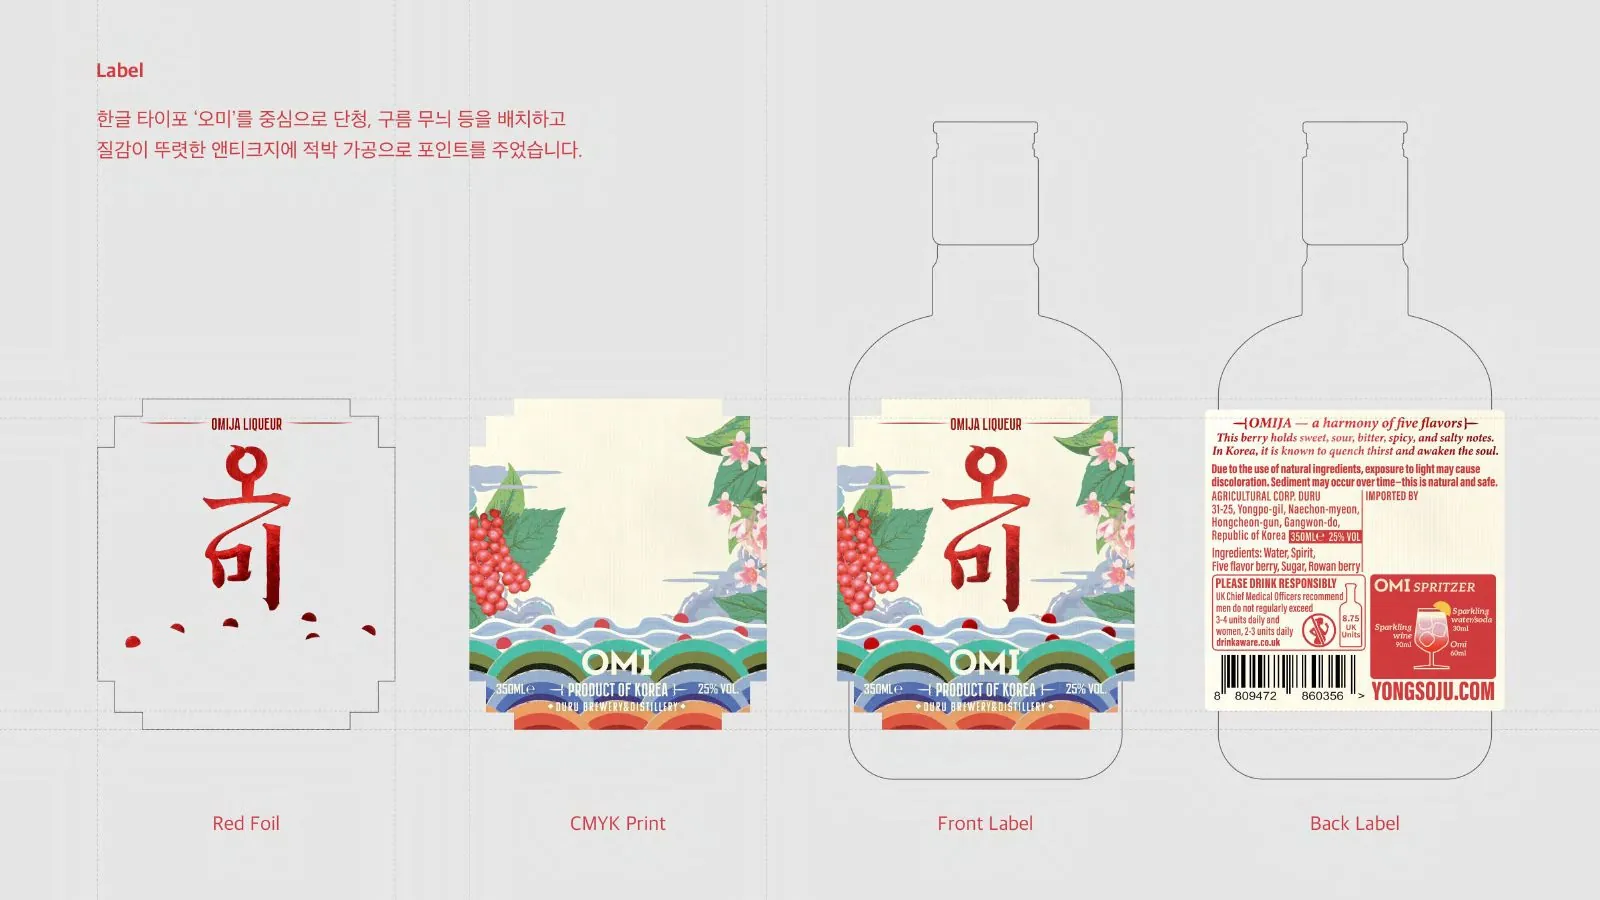 Label
한글 타이포 ‘오미’를 중심으로 단청, 구름 무늬 등을 배치하고
질감이 뚜렷한 앤티크지에 적박 가공으로 포인트를 주었습니다.
OMIJA LIQUEUR
오미
Red Foil
OMI
350ML℮ PRODUCT OF KOREA 25% VOL.
DURU BREWERY&DISTILLERY
CMYK Print
OMIJA LIQUEUR
오미
OMI
350ML℮ PRODUCT OF KOREA 25% VOL.
DURU BREWERY&DISTILLERY
Front Label
OMIJA — a harmony of five flavors
This berry holds sweet, sour, bitter, spicy, and salty notes.
In Korea, it is known to quench thirst and awaken the soul.
Due to the use of natural ingredients, exposure to light may cause
discoloration. Sediment may occur over time—this is natural and safe.
AGRICULTURAL CORP. DURU
31-25, Yongpo-gil, Naechon-myeon,
Hongcheon-gun, Gangwon-do,
Republic of Korea 350ML℮ 25% VOL
IMPORTED BY
Ingredients: Water, Spirit,
Five flavor berry, Sugar, Rowan berry
PLEASE DRINK RESPONSIBLY
UK Chief Medical Officers recommend
men do not regularly exceed
3-4 units daily and
women, 2-3 units daily
drinkaware.co.uk
8.75
UK
Units
OMI SPRITZER
Sparkling
water/soda
30ml
Sparkling
wine
90ml
Omi
60ml
8 809472 860356 >
YONGSOJU.COM
Back Label